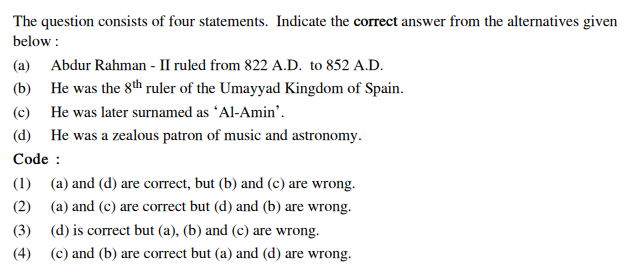 The question consists of four statements. Indicate the correct answer from the alternatives given
below :
(a) Abdur Rahman - II ruled from 822 A.D. to 852 A.D.
(b) He was the 8th ruler of the Umayyad Kingdom of Spain.
(c) He was later surnamed as ‘Al-Amin’.
(d) He was a zealous patron of music and astronomy.
Code :
(1) (a) and (d) are correct, but (b) and (c) are wrong.
(2) (a) and (c) are correct but (d) and (b) are wrong.
(3) (d) is correct but (a), (b) and (c) are wrong.
(4) (c) and (b) are correct but (a) and (d) are wrong.